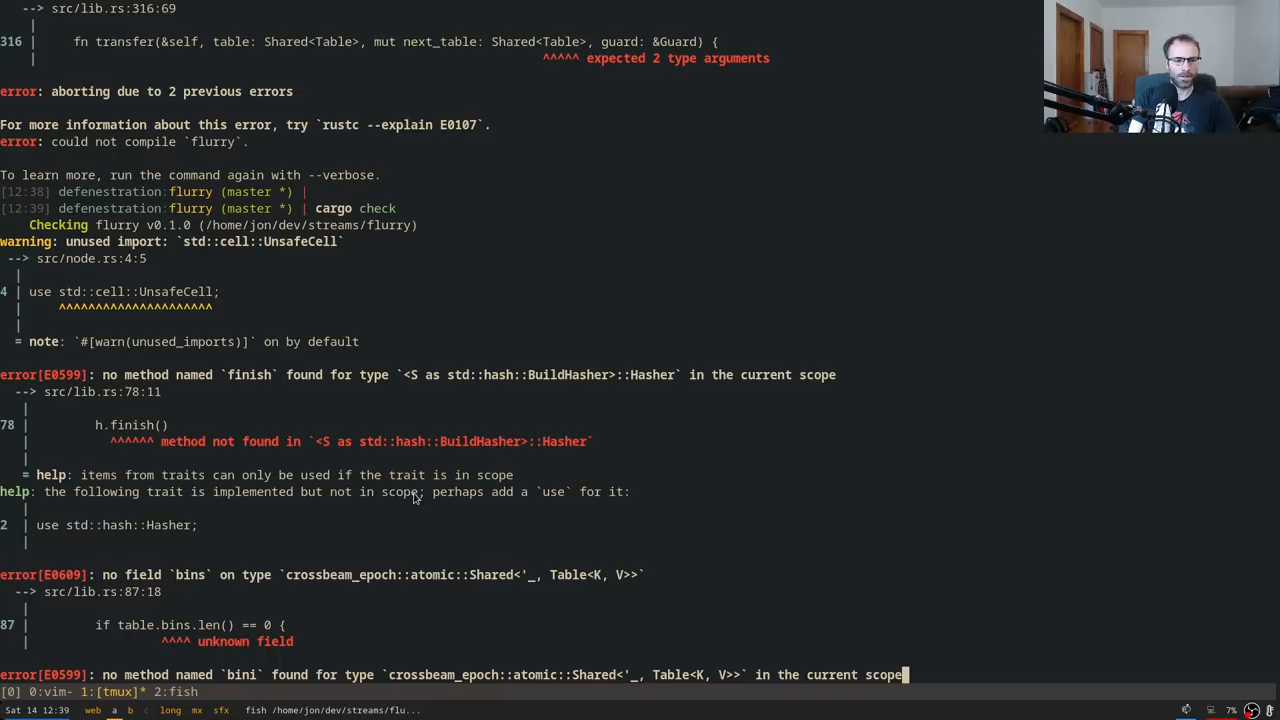 --> src/lib.rs:316:69
|
316 |     fn transfer(&self, table: Shared<Table>, mut next_table: Shared<Table>, guard: &Guard) {
|                                                                     ^^^^^ expected 2 type arguments
error: aborting due to 2 previous errors
For more information about this error, try `rustc --explain E0107`.
error: could not compile `flurry`.
To learn more, run the command again with --verbose.
[12:38] defenestration:flurry (master *) |
[12:39] defenestration:flurry (master *) | cargo check
Checking flurry v0.1.0 (/home/jon/dev/streams/flurry)
warning: unused import: `std::cell::UnsafeCell`
--> src/node.rs:4:5
|
4 | use std::cell::UnsafeCell;
|     ^^^^^^^^^^^^^^^^^^^^^
|
= note: `#[warn(unused_imports)]` on by default
error[E0599]: no method named `finish` found for type `<S as std::hash::BuildHasher>::Hasher` in the current scope
--> src/lib.rs:78:11
|
78 |         h.finish()
|           ^^^^^^ method not found in `<S as std::hash::BuildHasher>::Hasher`
|
= help: items from traits can only be used if the trait is in scope
help: the following trait is implemented but not in scope; perhaps add a `use` for it:
|
2 | use std::hash::Hasher;
|
error[E0609]: no field `bins` on type `crossbeam_epoch::atomic::Shared<'_, Table<K, V>>`
--> src/lib.rs:87:18
|
87 |         if table.bins.len() == 0 {
|                  ^^^^ unknown field
error[E0599]: no method named `bini` found for type `crossbeam_epoch::atomic::Shared<'_, Table<K, V>>` in the current scope
[0] 0:vim- 1:[tmux]* 2:fish
Sat 14 12:39 web a b c long mx sfx fish /home/jon/dev/streams/flu... 7%